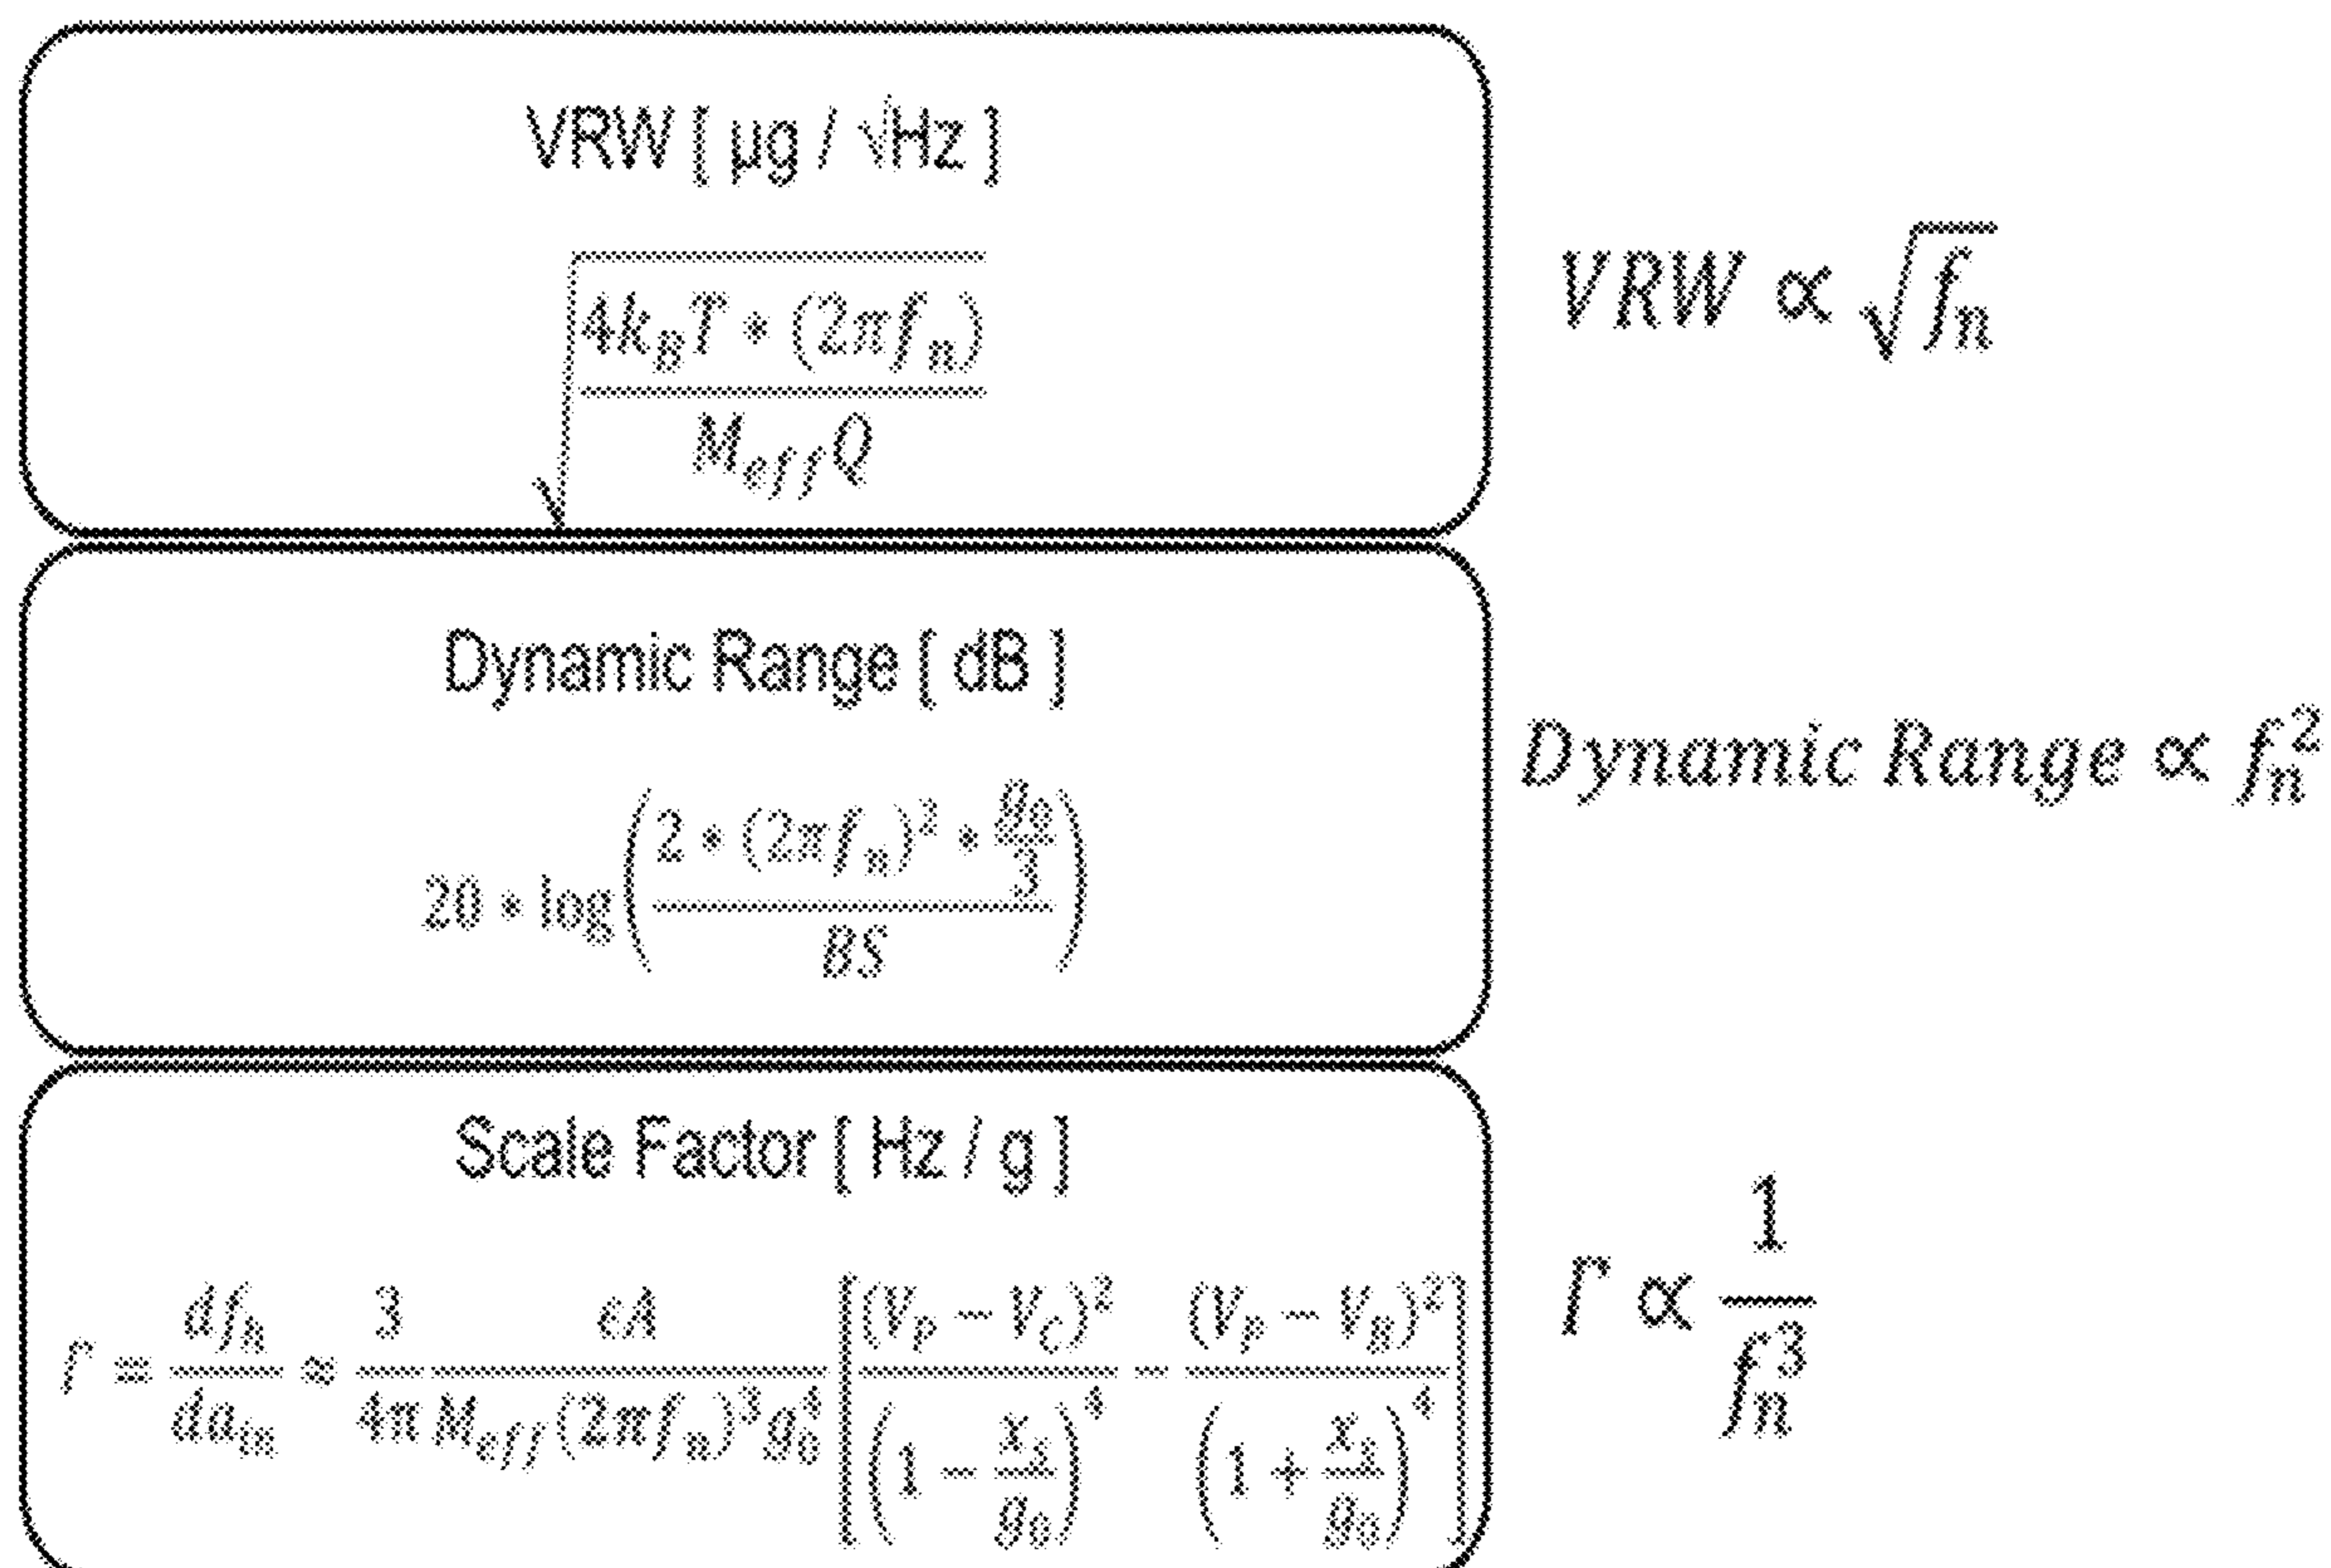 VRW [ µg / √Hz ]
√(4k_BT * (2πf_n) / M_eff Q)
VRW ∝ √f_n
Dynamic Range [ dB ]
20 * log(2 * (2πf_n)^2 * g_0/3 / BS)
Dynamic Range ∝ f_n^2
Scale Factor [ Hz / g ]
Γ = df_n/da_in ≈ 3/4π ϵA/M_eff(2πf_n)^3 g_0^4 [(V_P − V_C)^2/(1 − x_s/g_0)^4 − (V_P − V_B)^2/(1 + x_s/g_0)^4]
Γ ∝ 1/f_n^3